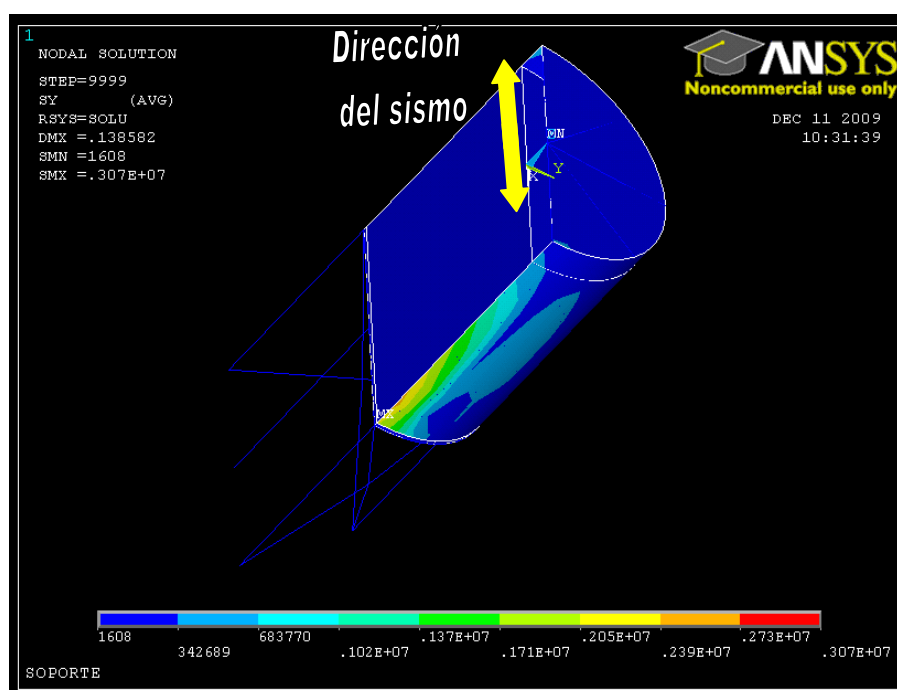 1
NODAL SOLUTION
STEP=9999
SY (AVG)
RSYS=SOLU
DMX =.138582
SMN =1608
SMX =.307E+07
Dirección
del sismo
ANSYS
Noncommercial use only
DEC 11 2009
10:31:39
MN
Y
X
MX
1608 683770 .137E+07 .205E+07 .273E+07
342689 .102E+07 .171E+07 .239E+07 .307E+07
SOPORTE